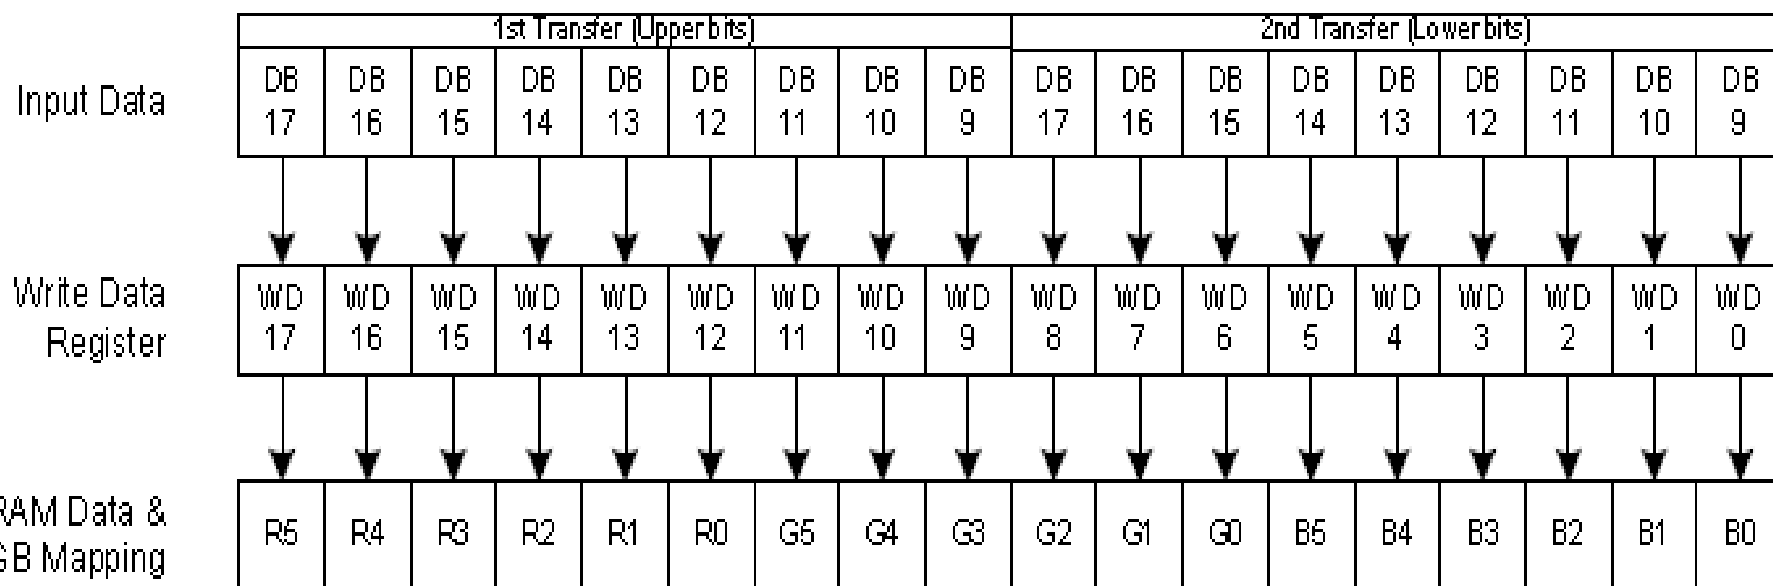 1st Transfer (Upper bits) 2nd Transfer (Lower bits)
Input Data
DB DB DB DB DB DB DB DB DB DB DB DB DB DB DB DB DB DB
17 16 15 14 13 12 11 10 9 17 16 15 14 13 12 11 10 9
Write Data
Register
WD WD WD WD WD WD WD WD WD WD WD WD WD WD WD WD WD WD
17 16 15 14 13 12 11 10 9 8 7 6 5 4 3 2 1 0
RAM Data &
GB Mapping
R5 R4 R3 R2 R1 R0 G5 G4 G3 G2 G1 G0 B5 B4 B3 B2 B1 B0